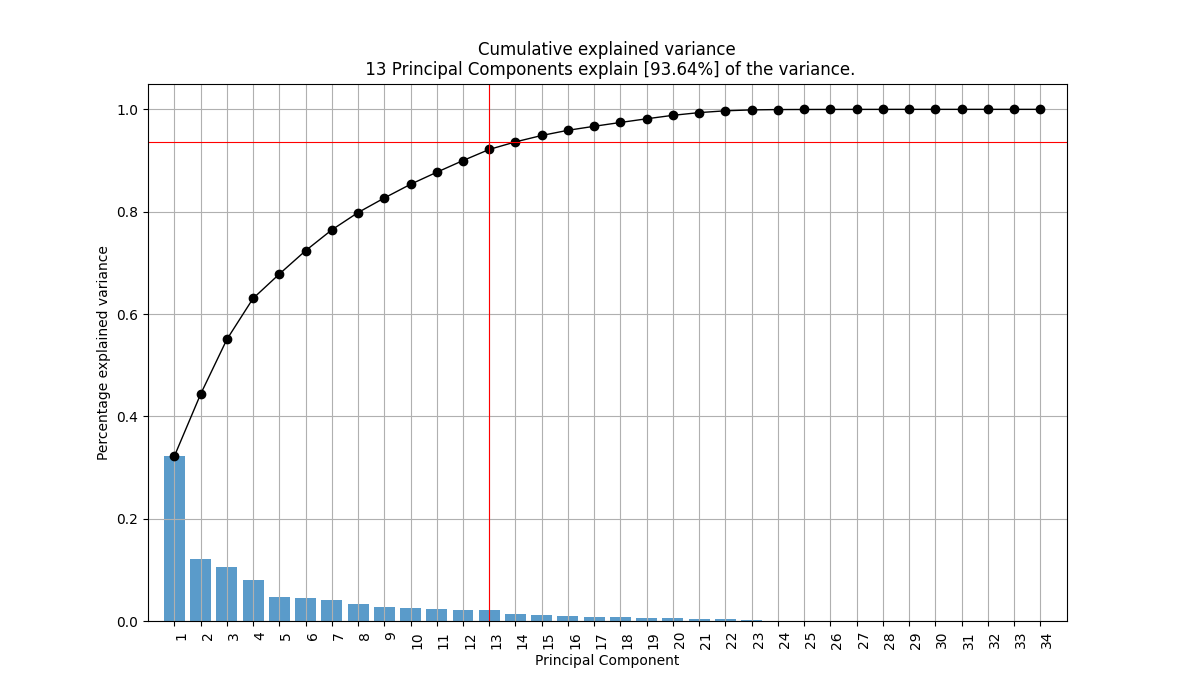 Cumulative explained variance
13 Principal Components explain [93.64%] of the variance.
Percentage explained variance
1.0
0.8
0.6
0.4
0.2
0.0
1 2 3 4 5 6 7 8 9 10 11 12 13 14 15 16 17 18 19 20 21 22 23 24 25 26 27 28 29 30 31 32 33 34
Principal Component